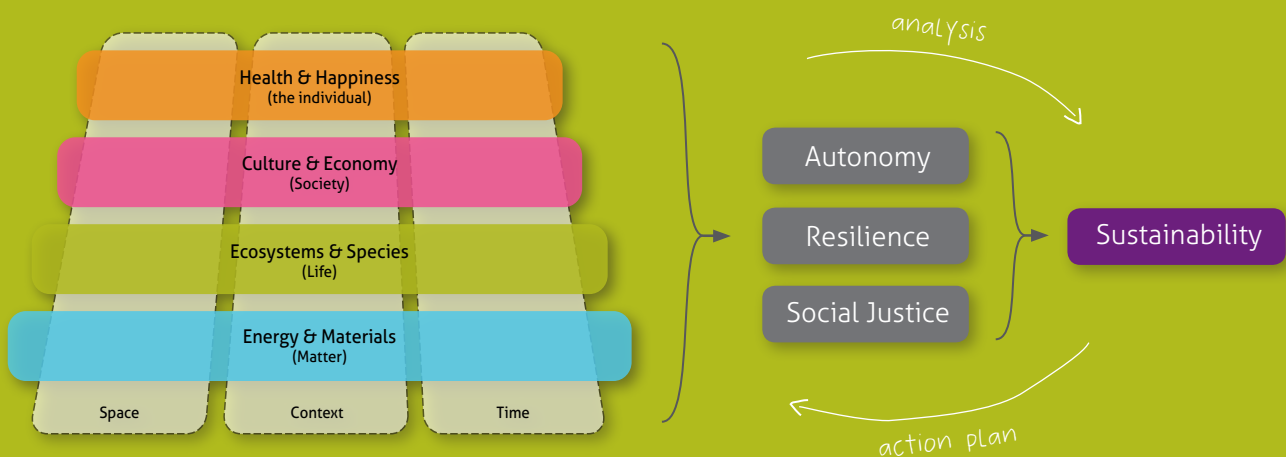 Health & Happiness
(the individual)
Culture & Economy
(Society)
Ecosystems & Species
(Life)
Energy & Materials
(Matter)
Space
Context
Time
analysis
Autonomy
Resilience
Social Justice
Sustainability
action plan